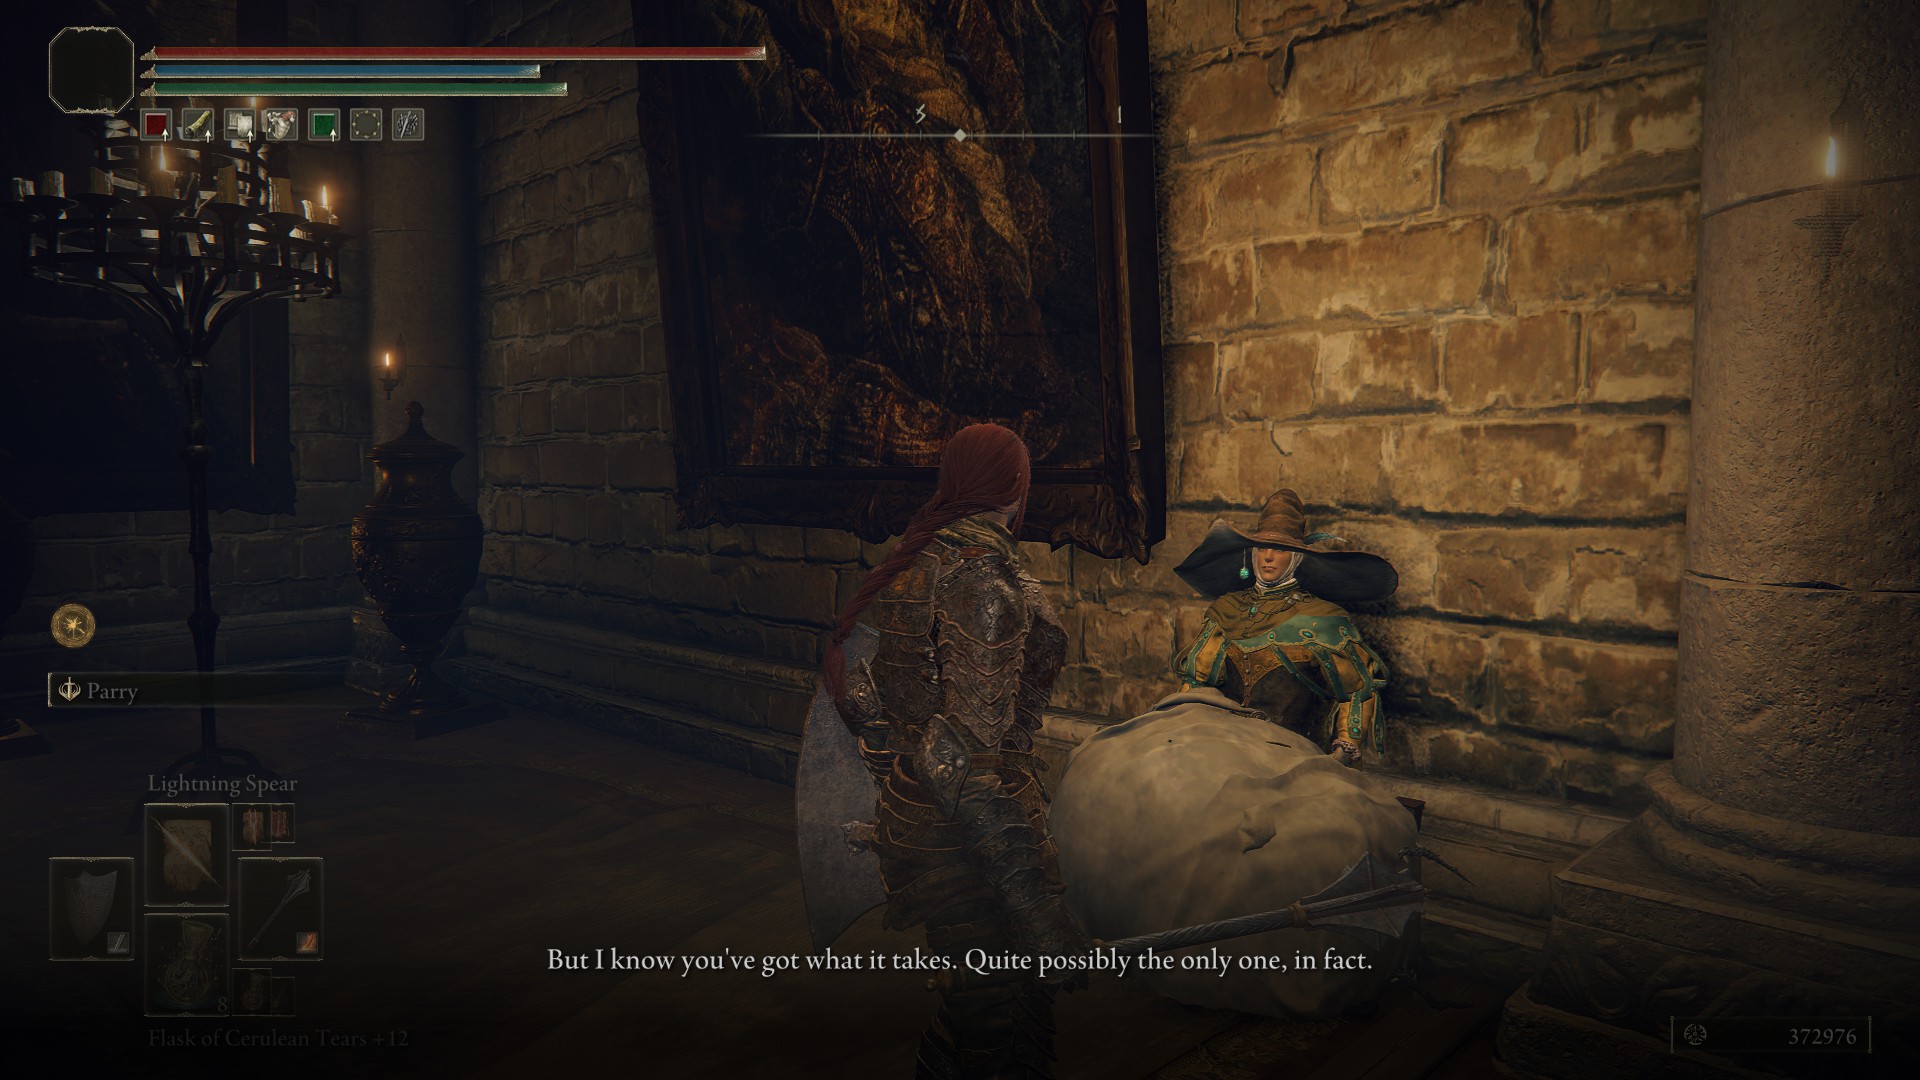 Parry
Lightning Spear
But I know you've got what it takes. Quite possibly the only one, in fact.
8
Flask of Cerulean Tears +12
372976